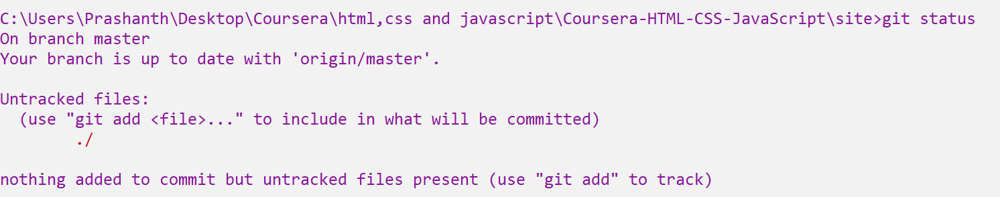 C:\Users\Prashanth\Desktop\Coursera\html,css and javascript\Coursera-HTML-CSS-JavaScript\site>git status
On branch master
Your branch is up to date with 'origin/master'.

Untracked files:
  (use "git add <file>..." to include in what will be committed)
        ./

nothing added to commit but untracked files present (use "git add" to track)